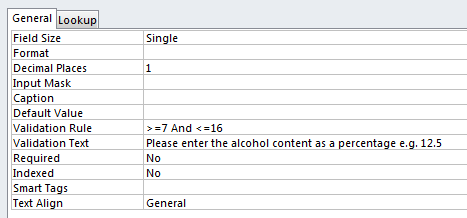 General Lookup
Field Size Single
Format
Decimal Places 1
Input Mask
Caption
Default Value
Validation Rule >=7 And <=16
Validation Text Please enter the alcohol content as a percentage e.g. 12.5
Required No
Indexed No
Smart Tags
Text Align General